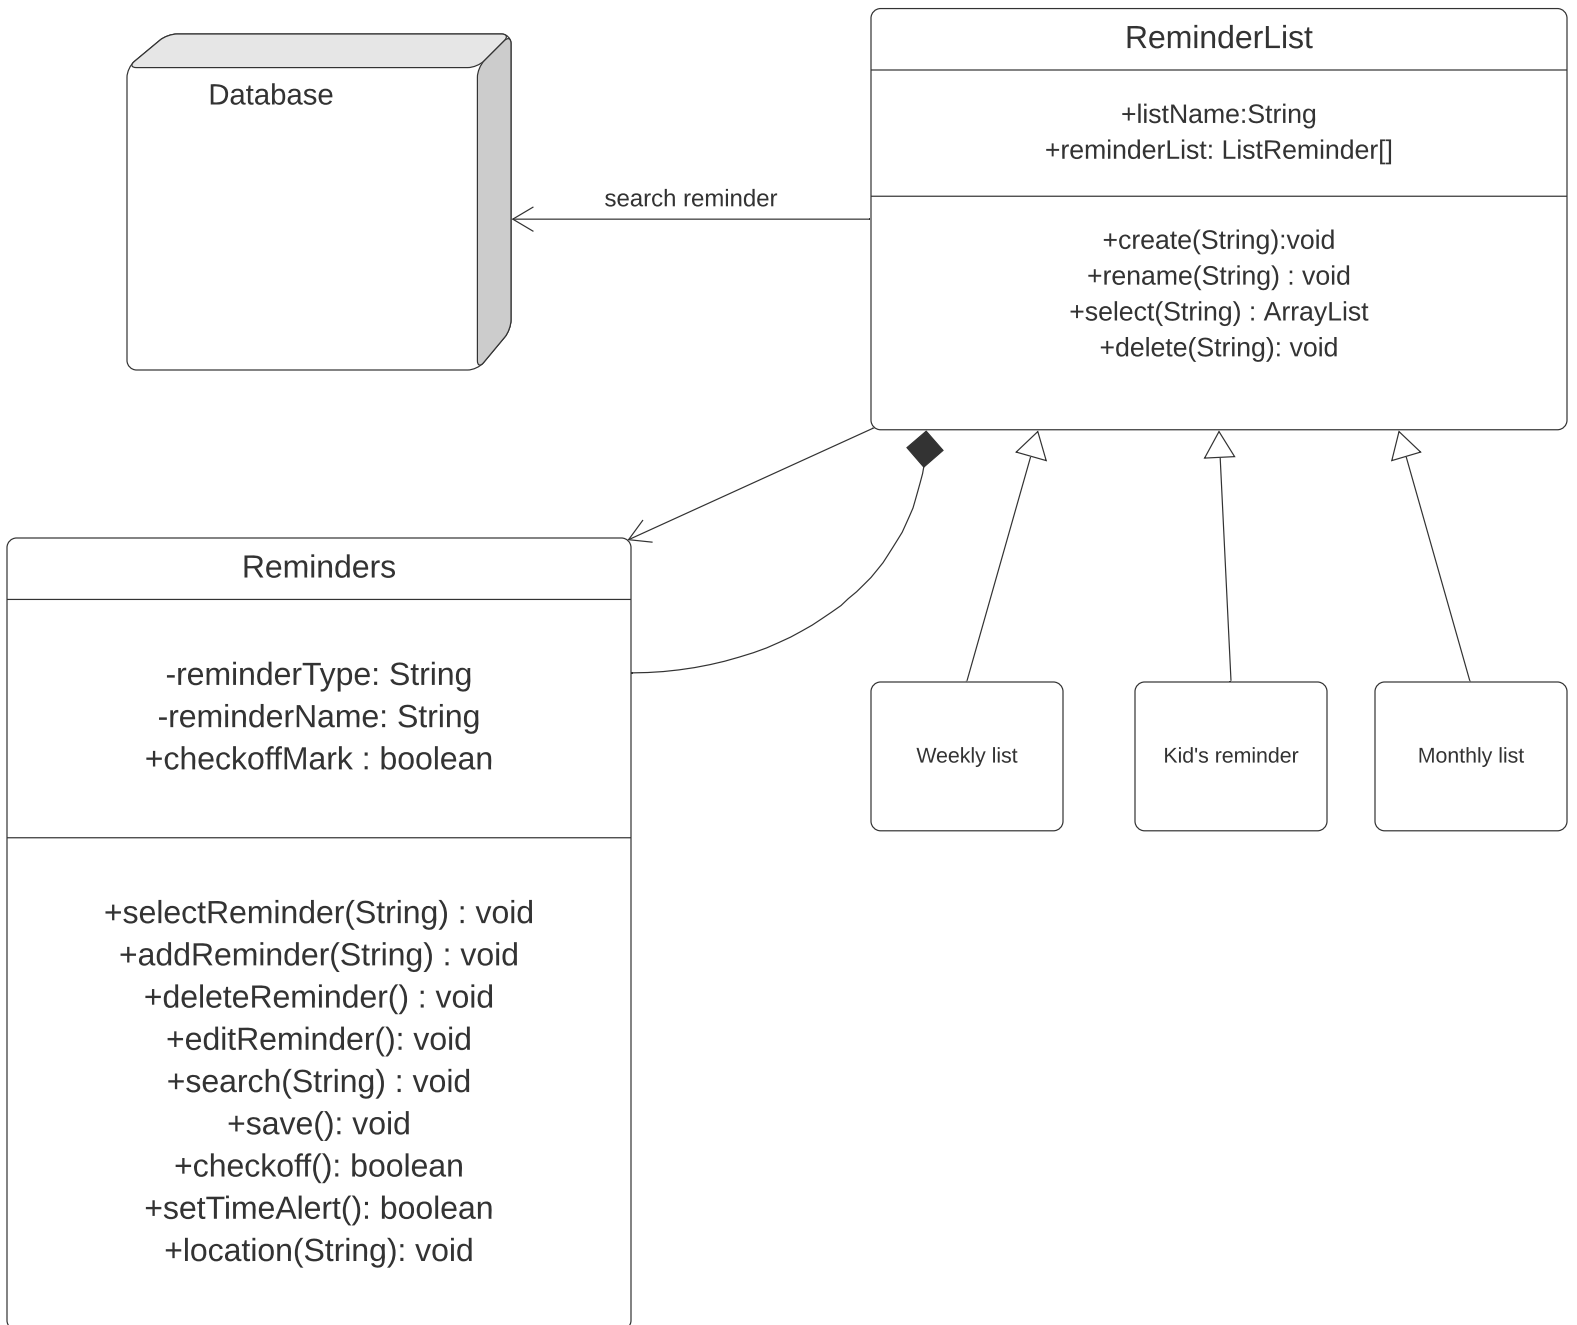 Database
search reminder
ReminderList
+listName:String
+reminderList: ListReminder[]
+create(String):void
+rename(String) : void
+select(String) : ArrayList
+delete(String): void
Reminders
-reminderType: String
-reminderName: String
+checkoffMark : boolean
+selectReminder(String) : void
+addReminder(String) : void
+deleteReminder() : void
+editReminder(): void
+search(String) : void
+save(): void
+checkoff(): boolean
+setTimeAlert(): boolean
+location(String): void
Weekly list
Kid's reminder
Monthly list